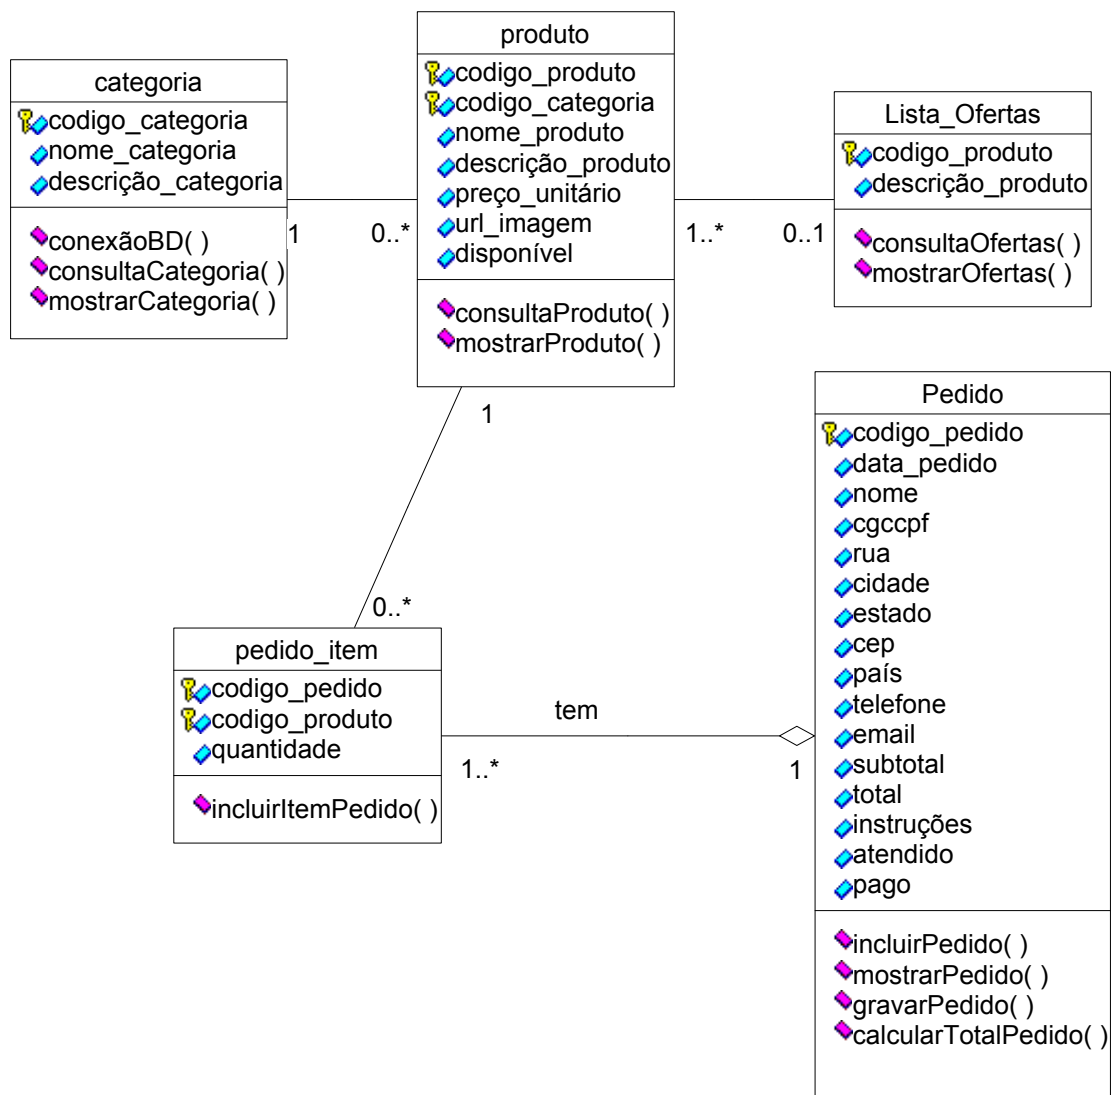 categoria
codigo_categoria
nome_categoria
descrição_categoria
conexãoBD( )
consultaCategoria( )
mostrarCategoria( )
1
0..*
produto
codigo_produto
codigo_categoria
nome_produto
descrição_produto
preço_unitário
url_imagem
disponível
consultaProduto( )
mostrarProduto( )
1..*
0..1
Lista_Ofertas
codigo_produto
descrição_produto
consultaOfertas( )
mostrarOfertas( )
1
0..*
pedido_item
codigo_pedido
codigo_produto
quantidade
incluirItemPedido( )
tem
1..*
1
Pedido
codigo_pedido
data_pedido
nome
cgccpf
rua
cidade
estado
cep
país
telefone
email
subtotal
total
instruções
atendido
pago
incluirPedido( )
mostrarPedido( )
gravarPedido( )
calcularTotalPedido( )